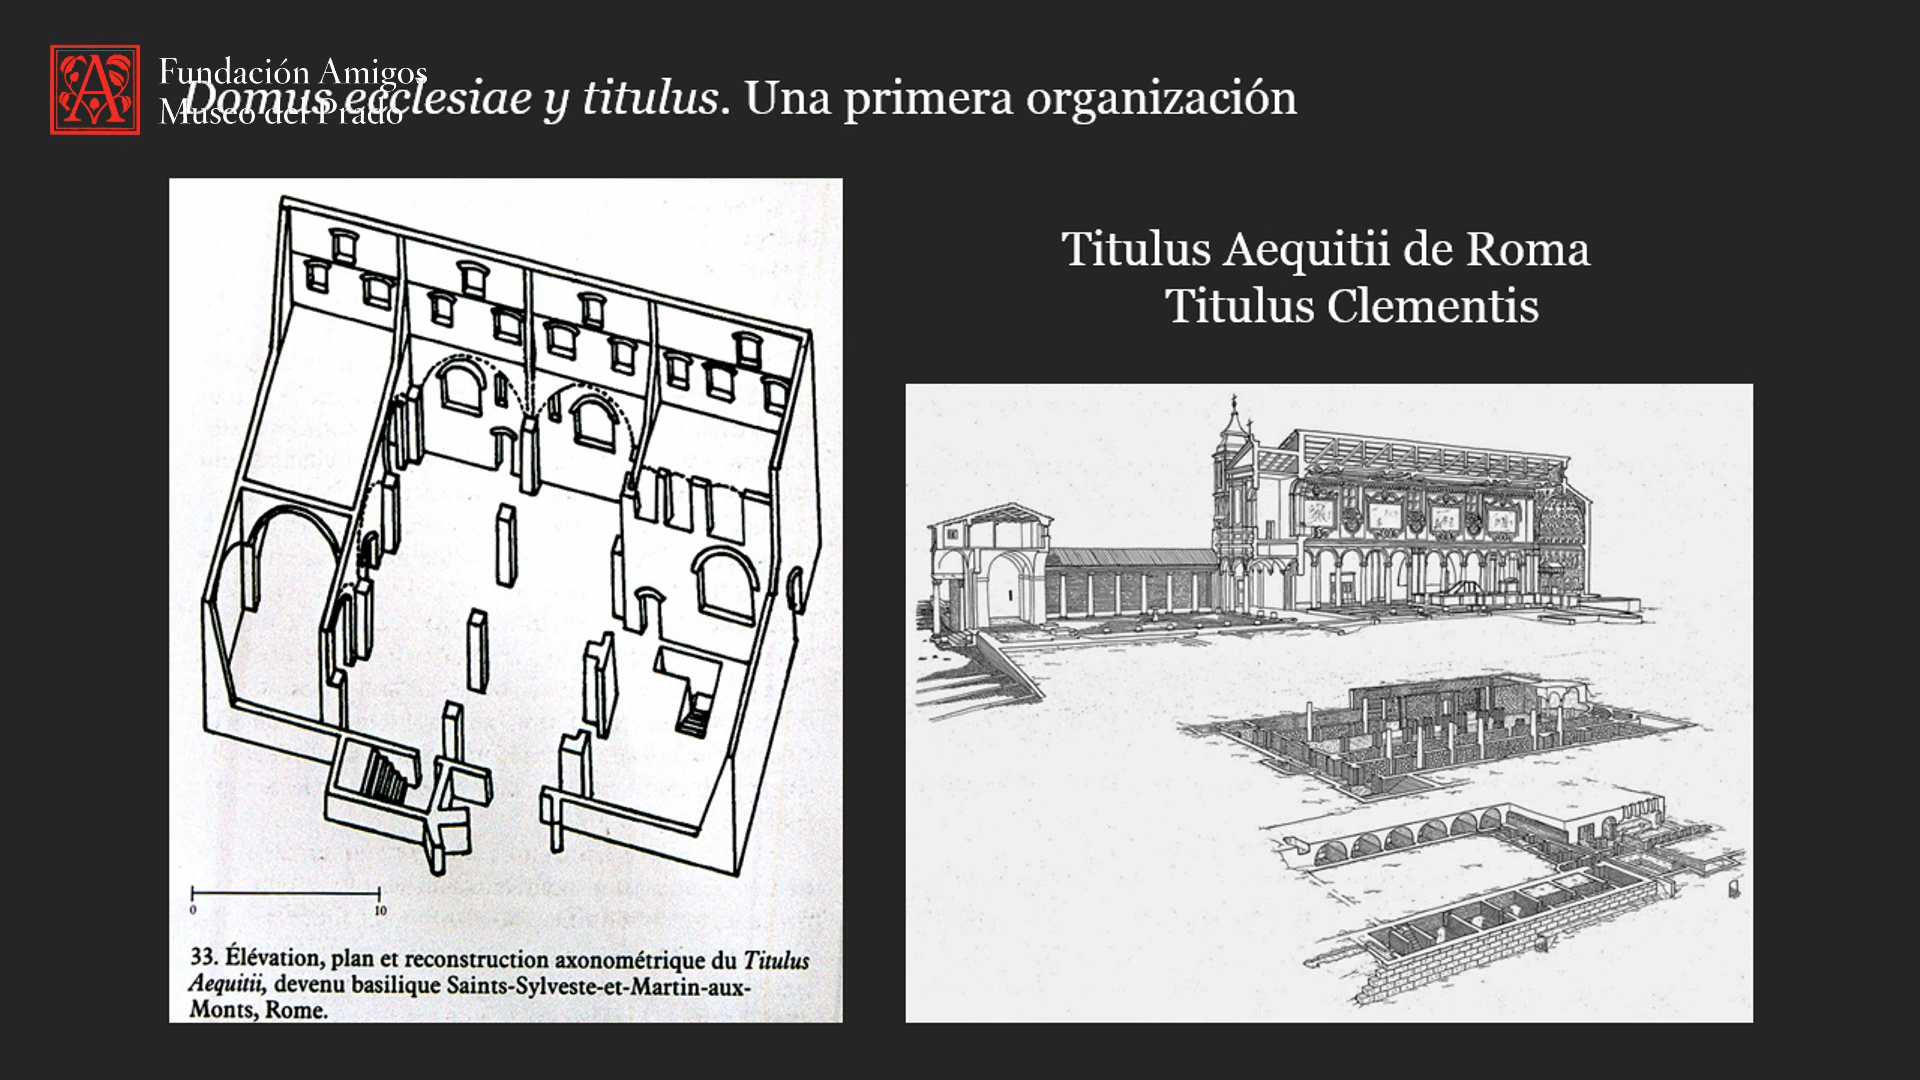 Fundación Amigos
Museo del Prado
Domus ecclesiae y titulus. Una primera organización
Titulus Aequitii de Roma
Titulus Clementis
0 10
33. Élévation, plan et reconstruction axonométrique du Titulus
Aequitii, devenu basilique Saints-Sylveste-et-Martin-aux-
Monts, Rome.